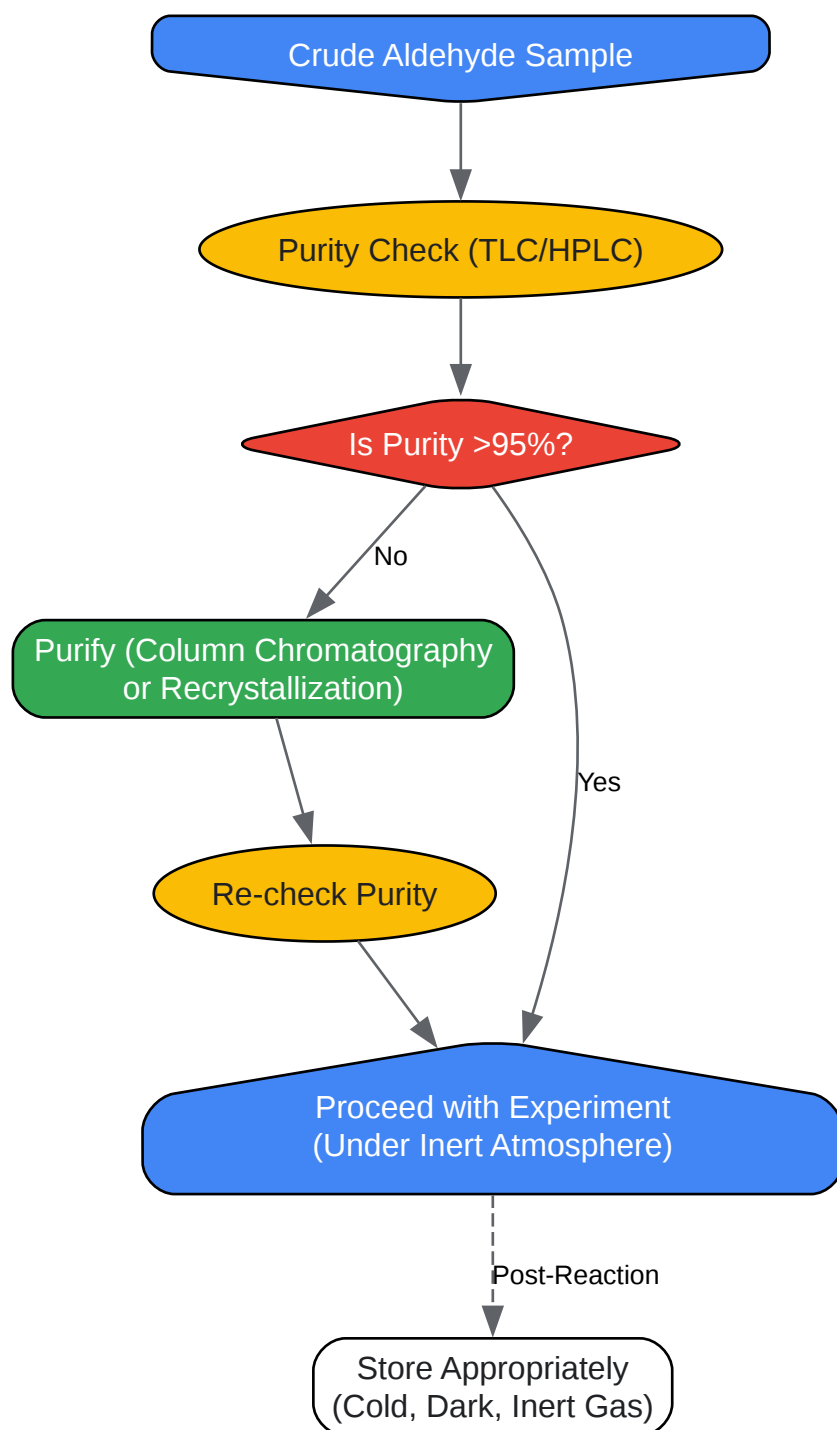 Crude Aldehyde Sample
Purity Check (TLC/HPLC)
Is Purity >95%?
No
Purify (Column Chromatography
or Recrystallization)
Yes
Re-check Purity
Proceed with Experiment
(Under Inert Atmosphere)
Post-Reaction
Store Appropriately
(Cold, Dark, Inert Gas)